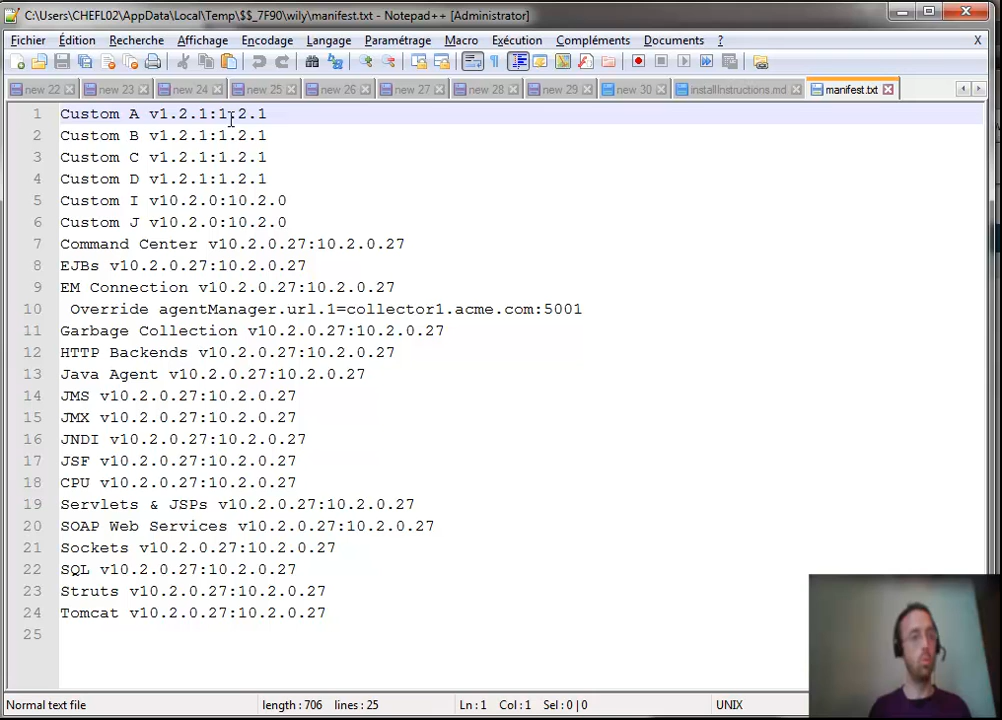 C:\Users\CHEFL02\AppData\Local\Temp\$$_7F90\wily\manifest.txt - Notepad++ [Administrator]
Fichier Édition Recherche Affichage Encodage Langage Paramétrage Macro Exécution Compléments Documents ? X
new 22 new 23 new 24 new 25 new 26 new 27 new 28 new 29 new 30 installInstructions.md manifest.txt
1 Custom A v1.2.1:1.2.1
2 Custom B v1.2.1:1.2.1
3 Custom C v1.2.1:1.2.1
4 Custom D v1.2.1:1.2.1
5 Custom I v10.2.0:10.2.0
6 Custom J v10.2.0:10.2.0
7 Command Center v10.2.0.27:10.2.0.27
8 EJBs v10.2.0.27:10.2.0.27
9 EM Connection v10.2.0.27:10.2.0.27
10 Override agentManager.url.1=collector1.acme.com:5001
11 Garbage Collection v10.2.0.27:10.2.0.27
12 HTTP Backends v10.2.0.27:10.2.0.27
13 Java Agent v10.2.0.27:10.2.0.27
14 JMS v10.2.0.27:10.2.0.27
15 JMX v10.2.0.27:10.2.0.27
16 JNDI v10.2.0.27:10.2.0.27
17 JSF v10.2.0.27:10.2.0.27
18 CPU v10.2.0.27:10.2.0.27
19 Servlets & JSPs v10.2.0.27:10.2.0.27
20 SOAP Web Services v10.2.0.27:10.2.0.27
21 Sockets v10.2.0.27:10.2.0.27
22 SQL v10.2.0.27:10.2.0.27
23 Struts v10.2.0.27:10.2.0.27
24 Tomcat v10.2.0.27:10.2.0.27
25
Normal text file length : 706 lines : 25 Ln : 1 Col : 1 Sel : 0 | 0 UNIX